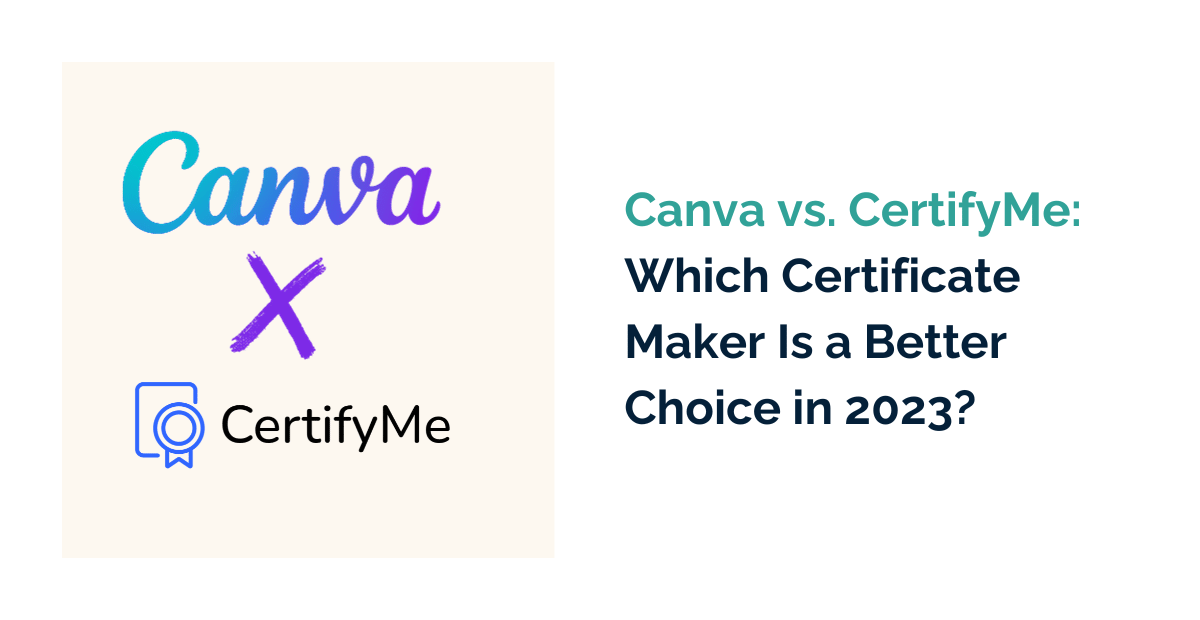 Canva
X
CertifyMe
Canva vs. CertifyMe:
Which Certificate
Maker Is a Better
Choice in 2023?